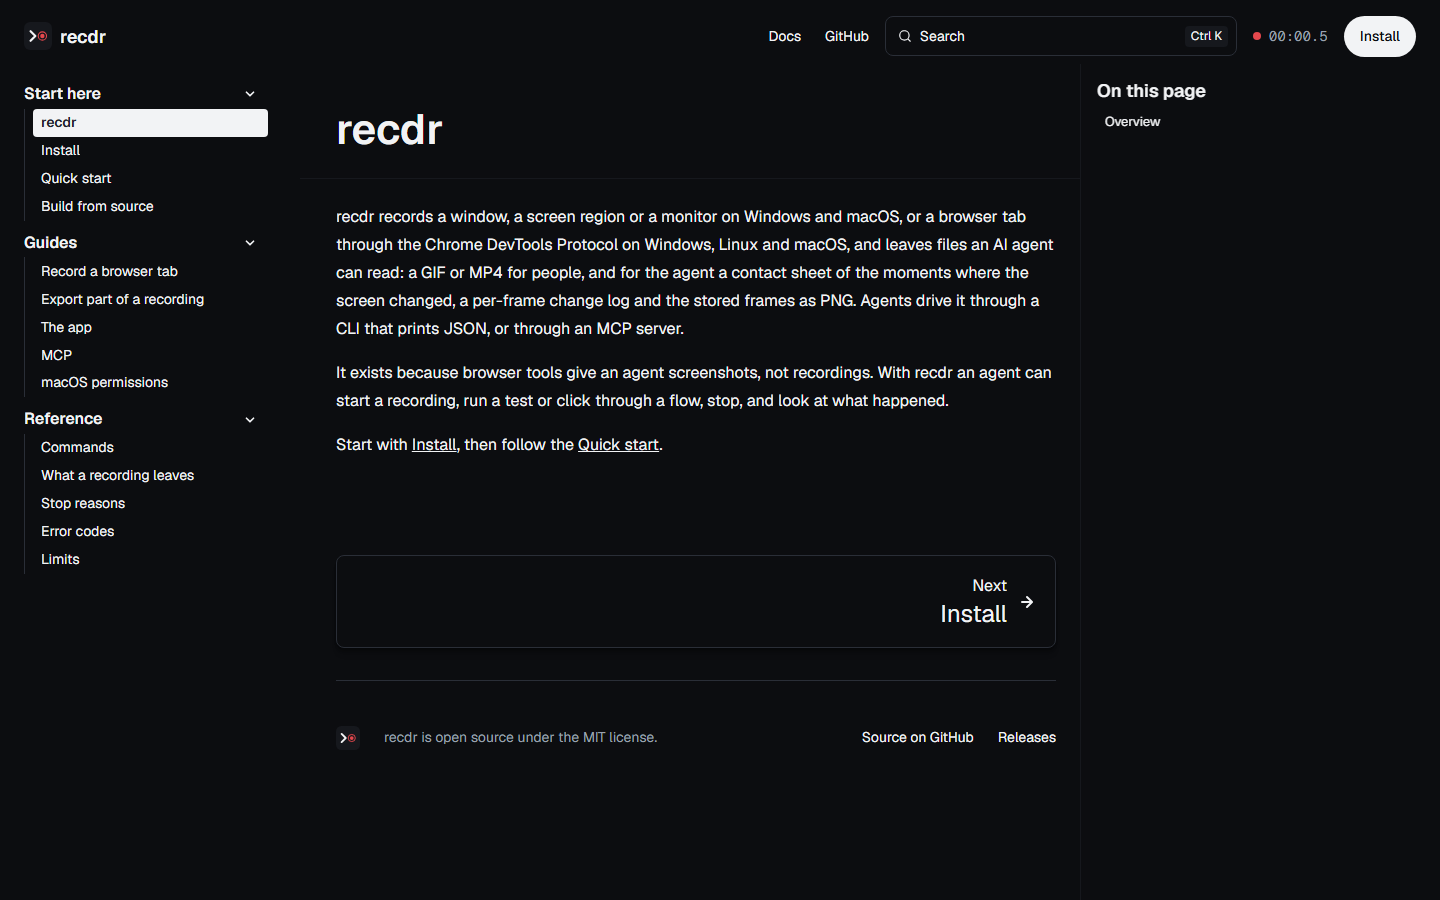 recdr
Docs
GitHub
Search
Ctrl K
00:00.5
Install
Start here
recdr
Install
Quick start
Build from source
Guides
Record a browser tab
Export part of a recording
The app
MCP
macOS permissions
Reference
Commands
What a recording leaves
Stop reasons
Error codes
Limits
recdr
recdr records a window, a screen region or a monitor on Windows and macOS, or a browser tab
through the Chrome DevTools Protocol on Windows, Linux and macOS, and leaves files an AI agent
can read: a GIF or MP4 for people, and for the agent a contact sheet of the moments where the
screen changed, a per-frame change log and the stored frames as PNG. Agents drive it through a
CLI that prints JSON, or through an MCP server.
It exists because browser tools give an agent screenshots, not recordings. With recdr an agent can
start a recording, run a test or click through a flow, stop, and look at what happened.
Start with Install, then follow the Quick start.
Next
Install
recdr is open source under the MIT license.
Source on GitHub
Releases
On this page
Overview